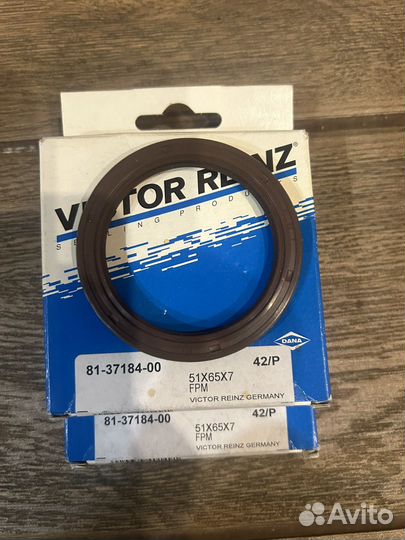 VICTOR REINZ®
SEALING PRODUCTS
DANA
81-37184-00
42/P
51X65X7
FPM
VICTOR REINZ GERMANY
81-37184-00
42/P
51X65X7
FPM
VICTOR REINZ GERMANY
Avito